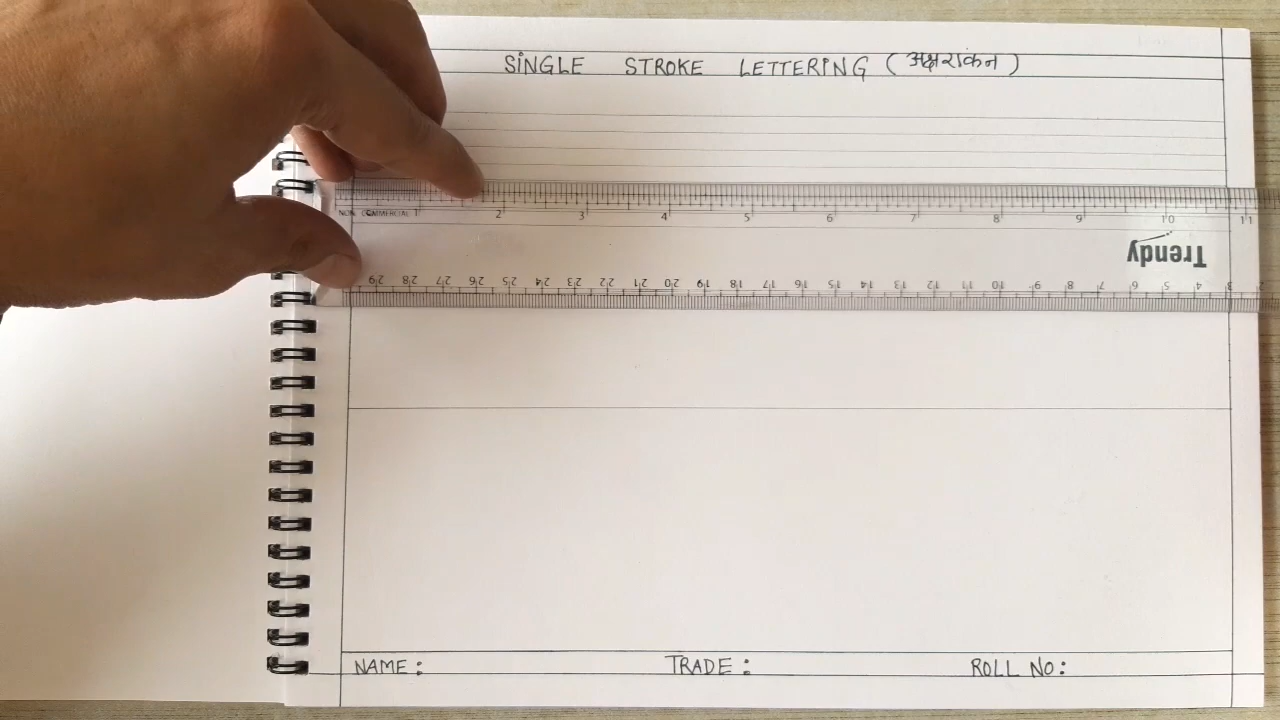 SINGLE STROKE LETTERING (अक्षरांकन)
NON COMMERCIAL 1 2 3 4 5 6 7 8 9 10 11
Trendy
29 28 27 26 25 24 23 22 21 20 19 18 17 16 15 14 13 12 11 10 9 8 7 6 5 4 3 2
NAME: TRADE: ROLL NO: